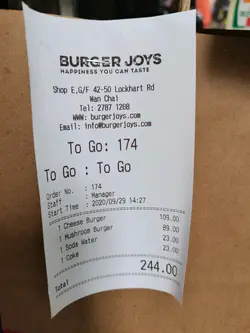 BURGER JOYS
HAPPINESS YOU CAN TASTE
Shop E,G/F 42-50 Lockhart Rd
Wan Chai
Tel: 2787 1288
WWW: burgerjoys.com
Email: info@burgerjoys.com
To Go: 174
To Go : To Go
Order No. : 174
Staff : Manager
Start Time : 2020/09/29 14:27
1 Cheese Burger 109.00
1 Mushroom Burger 89.00
1 Soda Water 23.00
1 Coke 23.00
Total 244.00